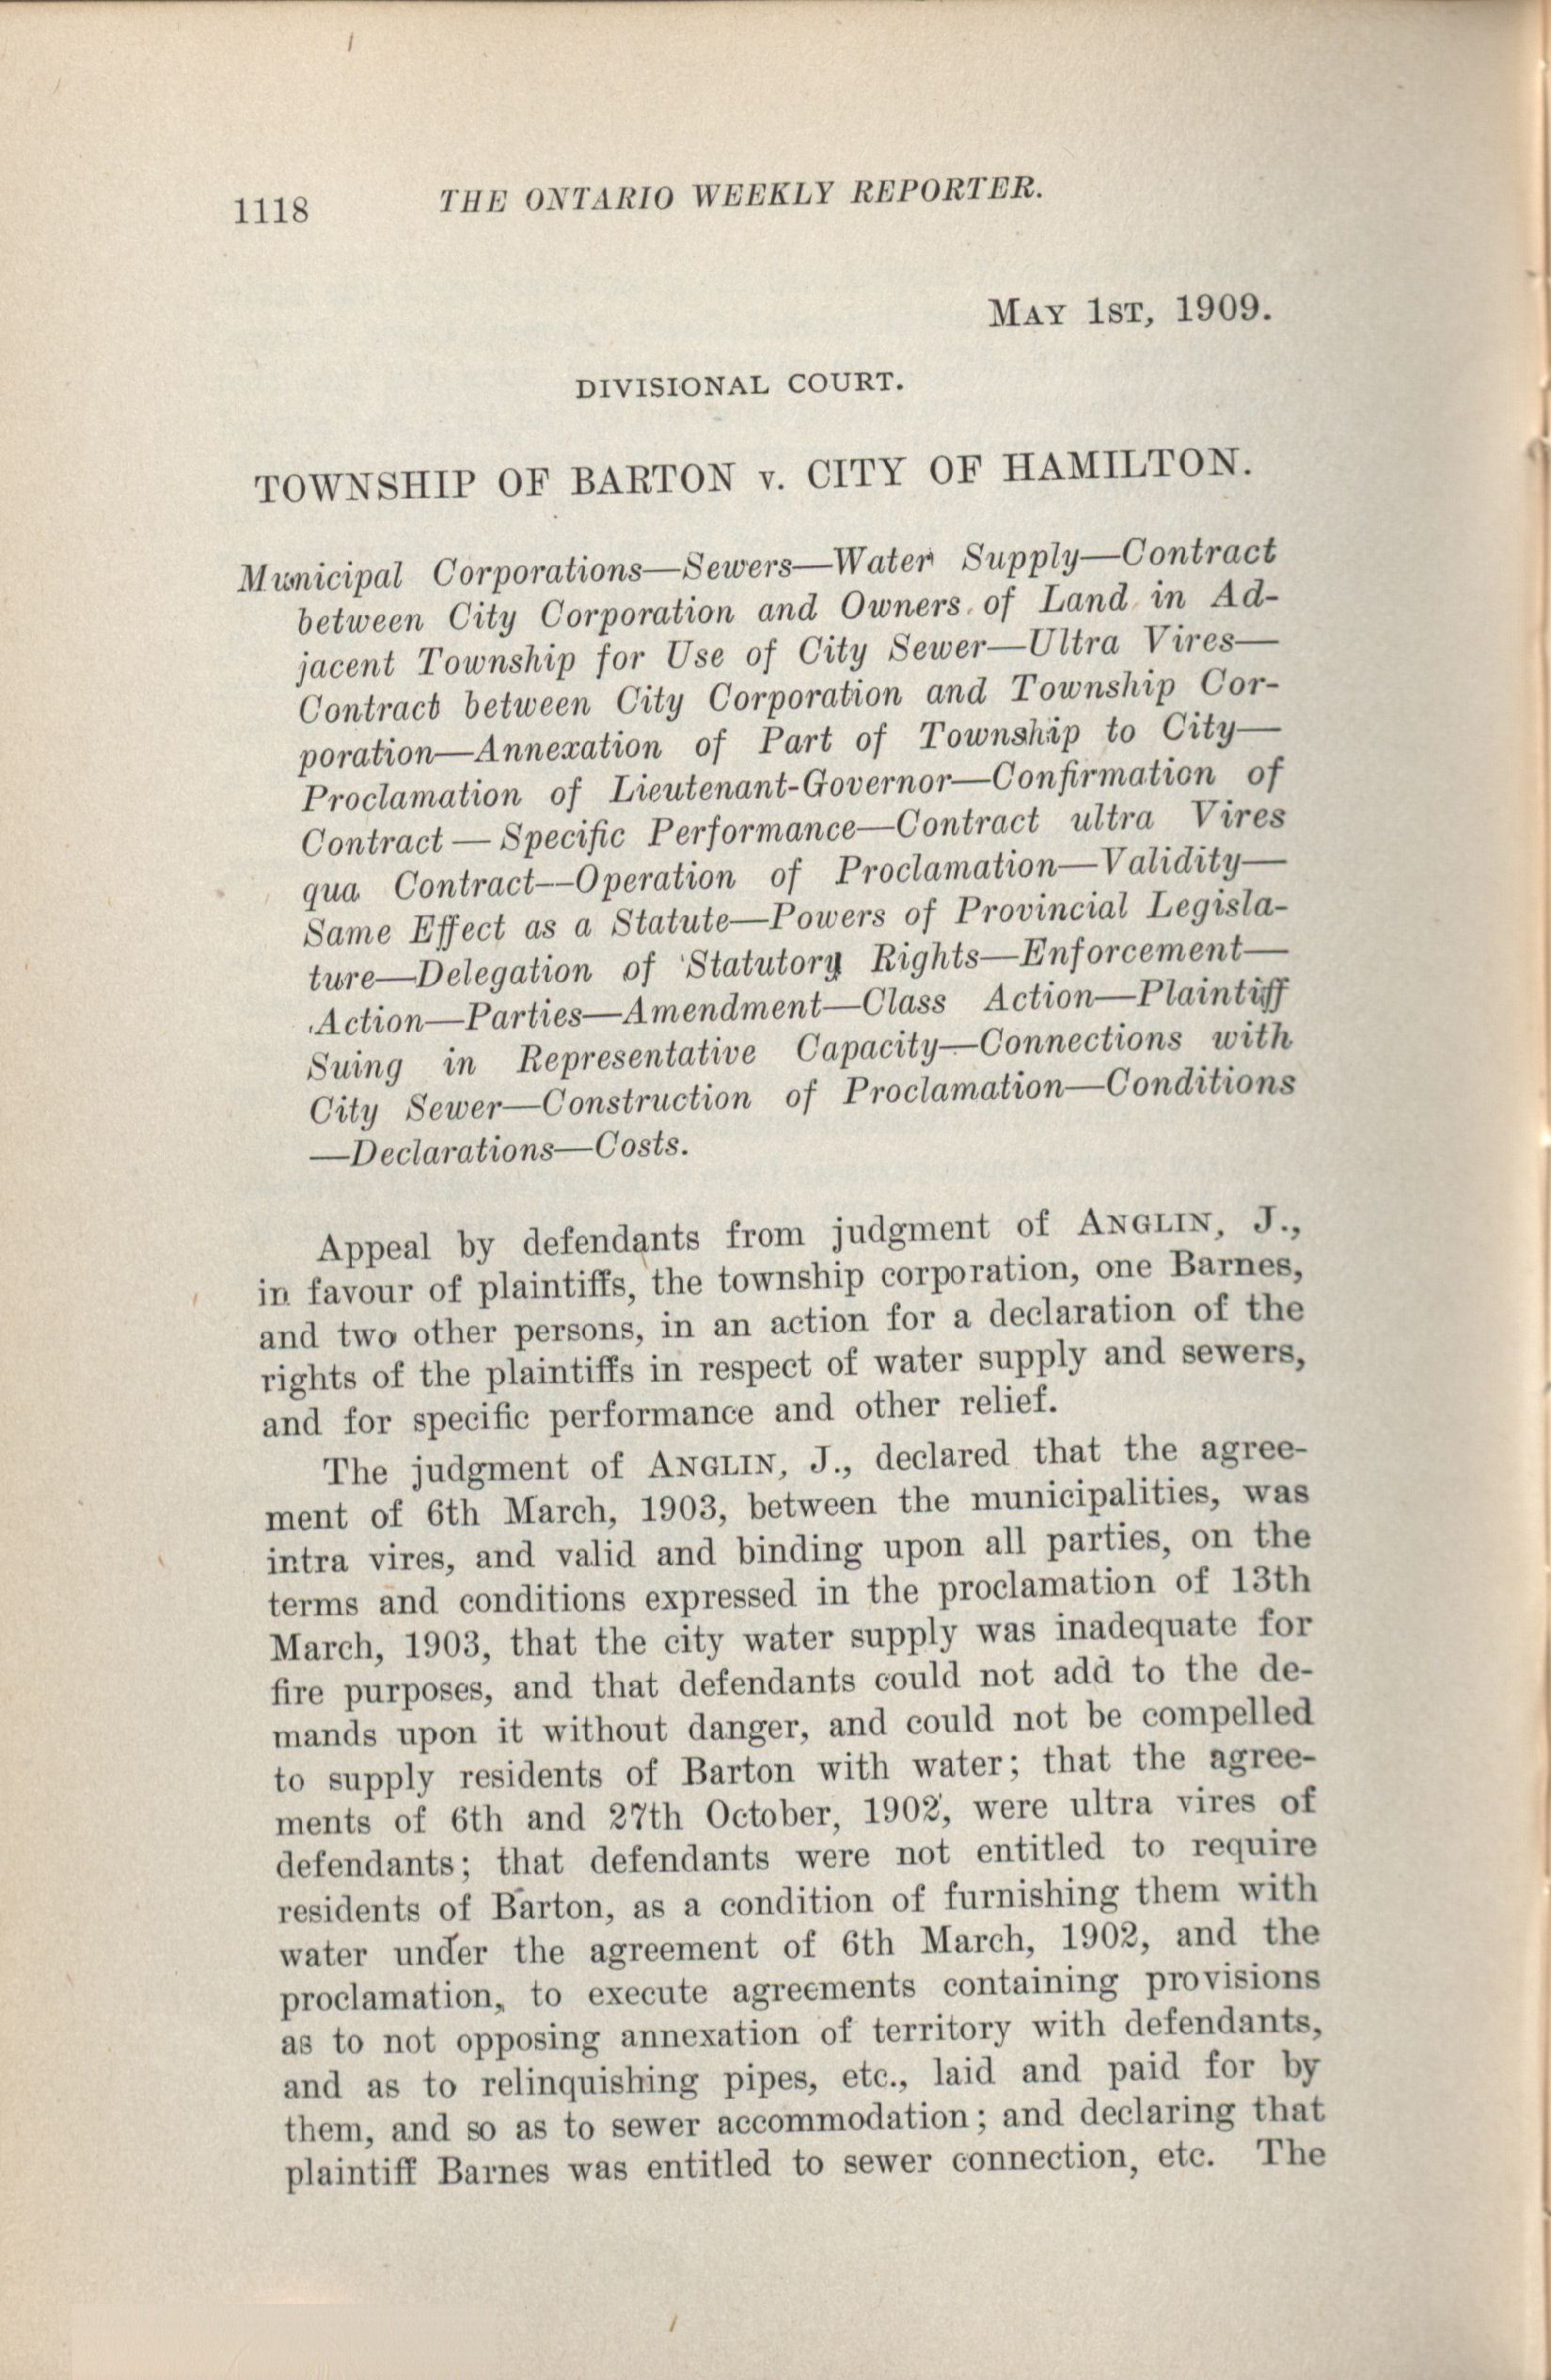 1118 THE ONTARIO WEEKLY REPORTER.
MAY 1ST, 1909.
DIVISIONAL COURT.
TOWNSHIP OF BARTON v. CITY OF HAMILTON.
Municipal Corporations—Sewers—Water Supply—Contract
between City Corporation and Owners of Land in Ad-
jacent Township for Use of City Sewer—Ultra Vires—
Contract between City Corporation and Township Cor-
poration—Annexation of Part of Township to City—
Proclamation of Lieutenant-Governor—Confirmation of
Contract — Specific Performance—Contract ultra Vires
qua Contract—Operation of Proclamation—Validity—
Same Effect as a Statute—Powers of Provincial Legisla-
ture—Delegation of Statutory Rights—Enforcement—
Action—Parties—Amendment—Class Action—Plaintiff
Suing in Representative Capacity—Connections with
City Sewer—Construction of Proclamation—Conditions
—Declarations—Costs.
Appeal by defendants from judgment of ANGLIN, J.,
in favour of plaintiffs, the township corporation, one Barnes,
and two other persons, in an action for a declaration of the
rights of the plaintiffs in respect of water supply and sewers,
and for specific performance and other relief.
The judgment of ANGLIN, J., declared that the agree-
ment of 6th March, 1903, between the municipalities, was
intra vires, and valid and binding upon all parties, on the
terms and conditions expressed in the proclamation of 13th
March, 1903, that the city water supply was inadequate for
fire purposes, and that defendants could not add to the de-
mands upon it without danger, and could not be compelled
to supply residents of Barton with water; that the agree-
ments of 6th and 27th October, 1902, were ultra vires of
defendants; that defendants were not entitled to require
residents of Barton, as a condition of furnishing them with
water under the agreement of 6th March, 1902, and the
proclamation, to execute agreements containing provisions
as to not opposing annexation of territory with defendants,
and as to relinquishing pipes, etc., laid and paid for by
them, and so as to sewer accommodation; and declaring that
plaintiff Barnes was entitled to sewer connection, etc. The